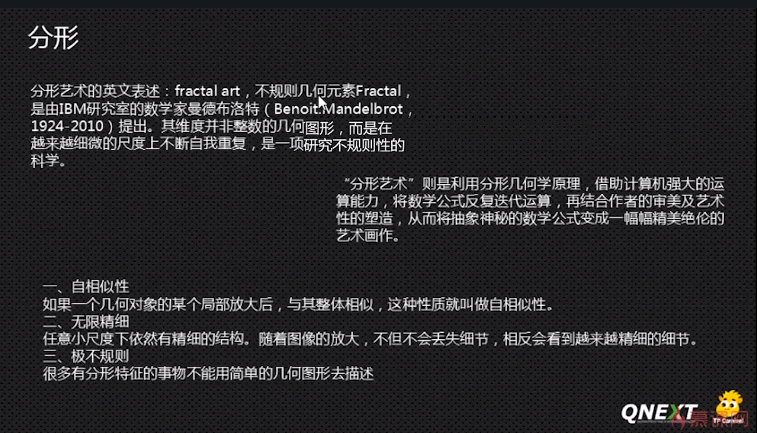 分形
分形艺术的英文表述：fractal art，不规则几何元素Fractal，
是由IBM研究室的数学家曼德布洛特（Benoit.Mandelbrot，
1924-2010）提出。其维度并非整数的几何图形，而是在
越来越细微的尺度上不断自我重复，是一项研究不规则性的
科学。
“分形艺术”则是利用分形几何学原理，借助计算机强大的运
算能力，将数学公式反复迭代运算，再结合作者的审美及艺术
性的塑造，从而将抽象神秘的数学公式变成一幅幅精美绝伦的
艺术画作。
一、自相似性
如果一个几何对象的某个局部放大后，与其整体相似，这种性质就叫做自相似性。
二、无限精细
任意小尺度下依然有精细的结构。随着图像的放大，不但不会丢失细节，相反会看到越来越精细的细节。
三、极不规则
很多有分形特征的事物不能用简单的几何图形去描述
QNEXT
TP Carnival
慕课网